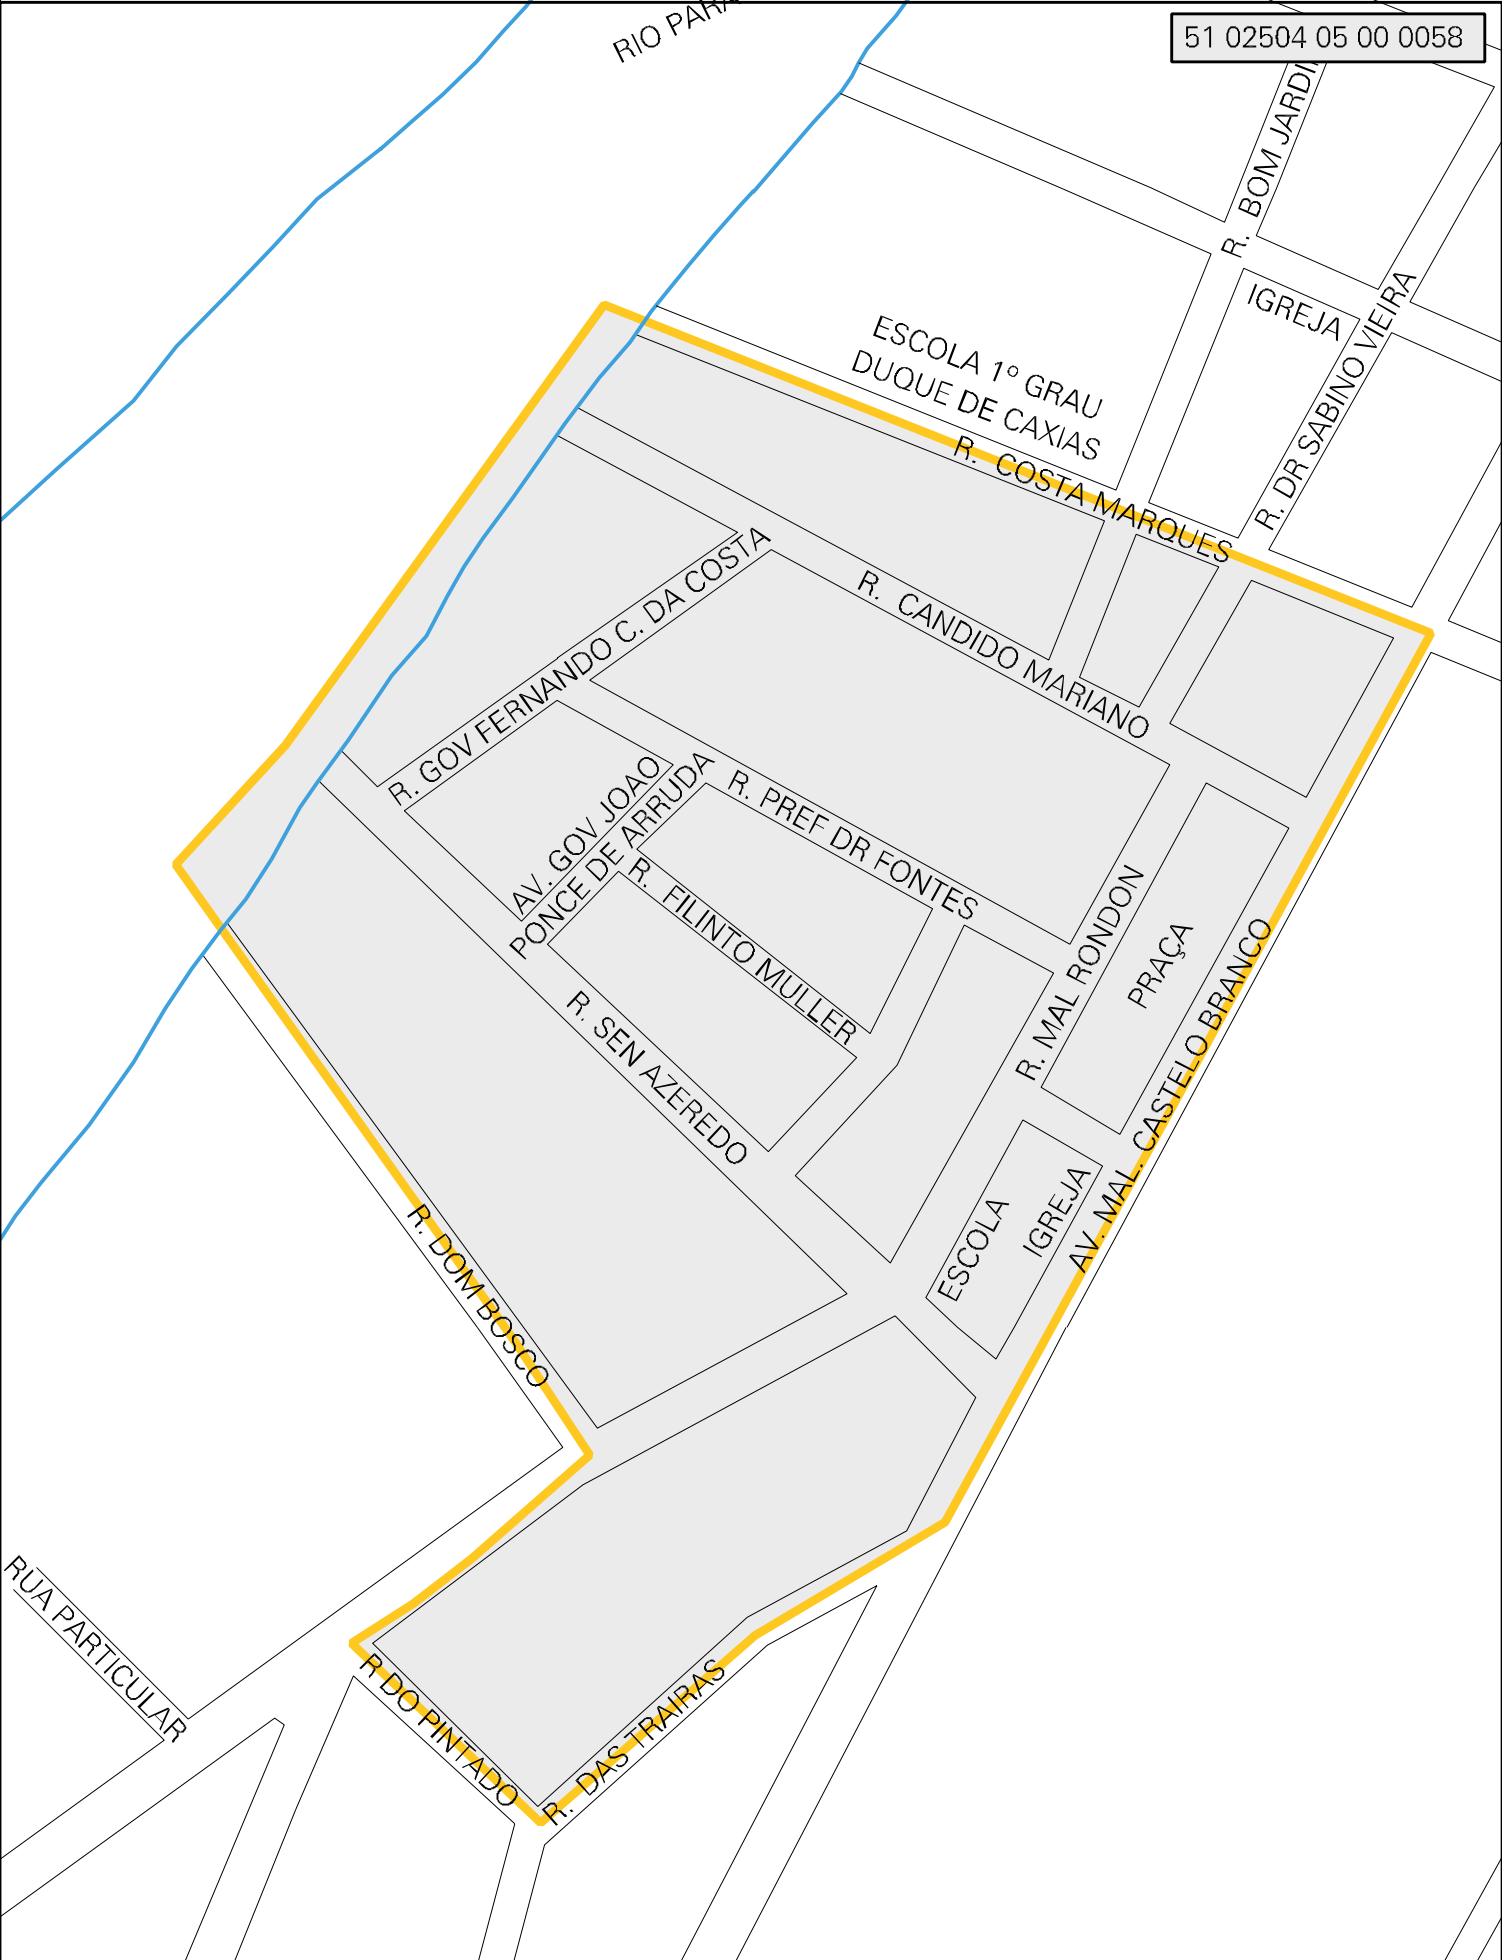 RIO PARA
51 02504 05 00 0058
R. BOM JARDI
IGREJA
R. DR SABINO VIEIRA
ESCOLA 1º GRAU
DUQUE DE CAXIAS
R. COSTA MARQUES
R. GOV FERNANDO C. DA COSTA
R. CANDIDO MARIANO
AV. GOV JOAO
PONCE DE ARRUDA
R. PREF DR FONTES
R. FILINTO MULLER
R. MAL RONDON
PRAÇA
AV. MAL. CASTELO BRANCO
R. SEN AZEREDO
ESCOLA
IGREJA
R. DOM BOSCO
RUA PARTICULAR
R DO PINTADO
R. DAS TRAIRAS